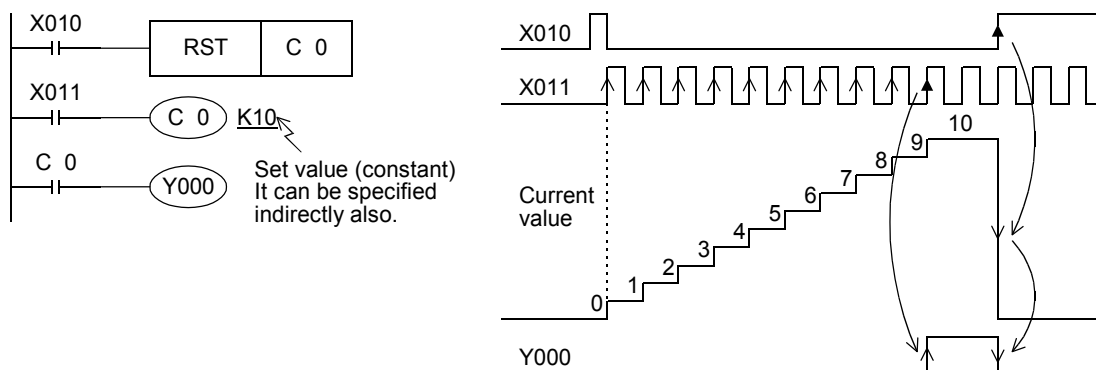 X010
RST
C 0
X011
C 0
K10
C 0
Y000
Set value (constant)
It can be specified
indirectly also.
X010
X011
10
9
8
7
6
5
4
3
2
1
0
Current
value
Y000